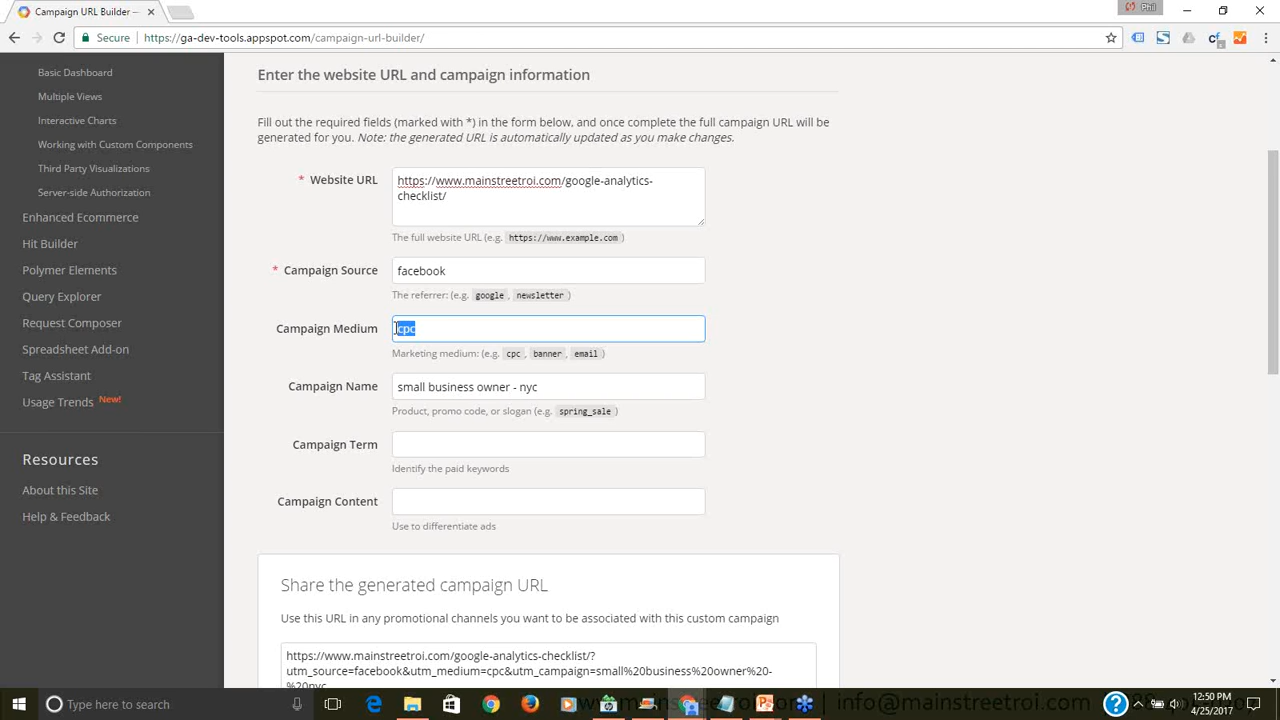 Campaign URL Builder —
Phil
Secure
https://ga-dev-tools.appspot.com/campaign-url-builder/
Basic Dashboard
Multiple Views
Interactive Charts
Working with Custom Components
Third Party Visualizations
Server-side Authorization
Enhanced Ecommerce
Hit Builder
Polymer Elements
Query Explorer
Request Composer
Spreadsheet Add-on
Tag Assistant
Usage Trends New!
Resources
About this Site
Help & Feedback
Enter the website URL and campaign information
Fill out the required fields (marked with *) in the form below, and once complete the full campaign URL will be
generated for you. Note: the generated URL is automatically updated as you make changes.
* Website URL
https://www.mainstreetroi.com/google-analytics-
checklist/
The full website URL (e.g. https://www.example.com )
* Campaign Source
facebook
The referrer: (e.g. google , newsletter )
Campaign Medium
cpc
Marketing medium: (e.g. cpc , banner , email )
Campaign Name
small business owner - nyc
Product, promo code, or slogan (e.g. spring_sale )
Campaign Term
Identify the paid keywords
Campaign Content
Use to differentiate ads
Share the generated campaign URL
Use this URL in any promotional channels you want to be associated with this custom campaign
https://www.mainstreetroi.com/google-analytics-checklist/?
utm_source=facebook&utm_medium=cpc&utm_campaign=small%20business%20owner%20-
%20nyc
Type here to search
info@mainstreetroi.com
12:50 PM
4/25/2017